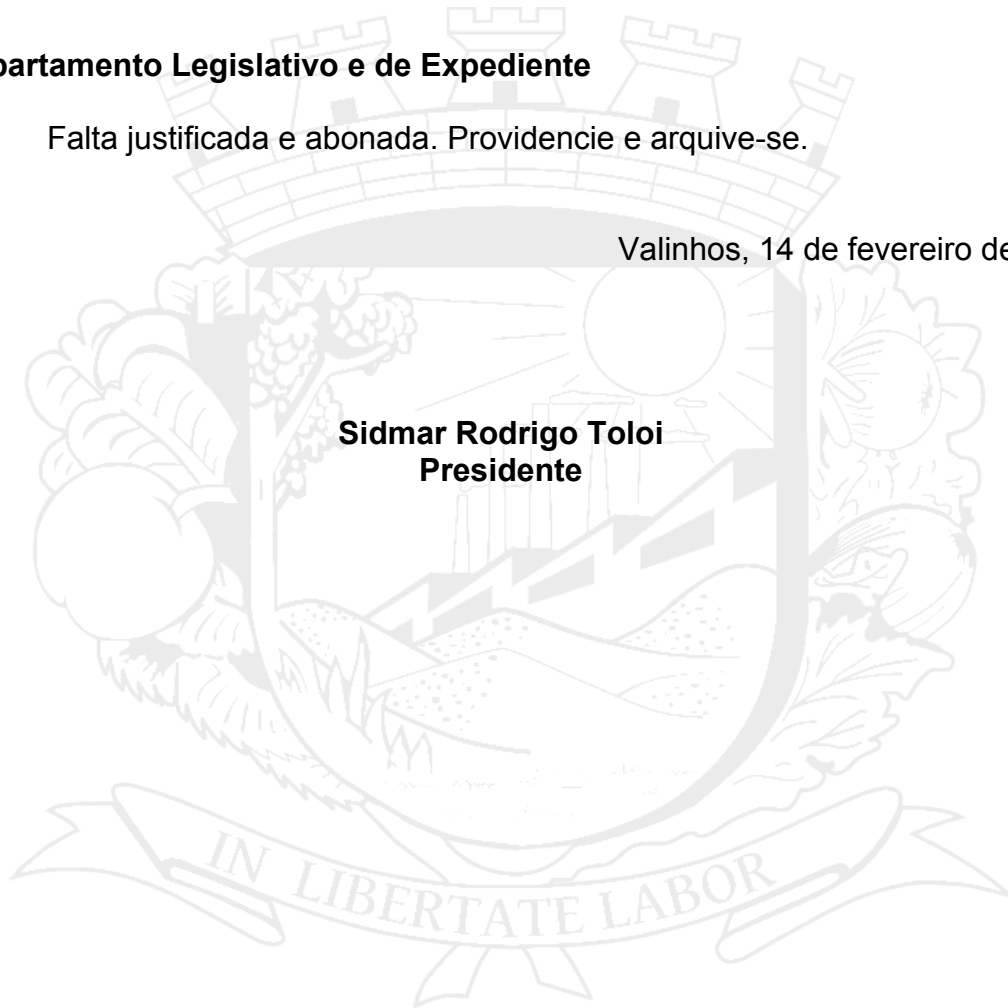 partamento Legislativo e de Expediente
Falta justificada e abonada. Providencie e arquive-se.
Valinhos, 14 de fevereiro de
Sidmar Rodrigo Toloi
Presidente
IN LIBERTATE LABOR